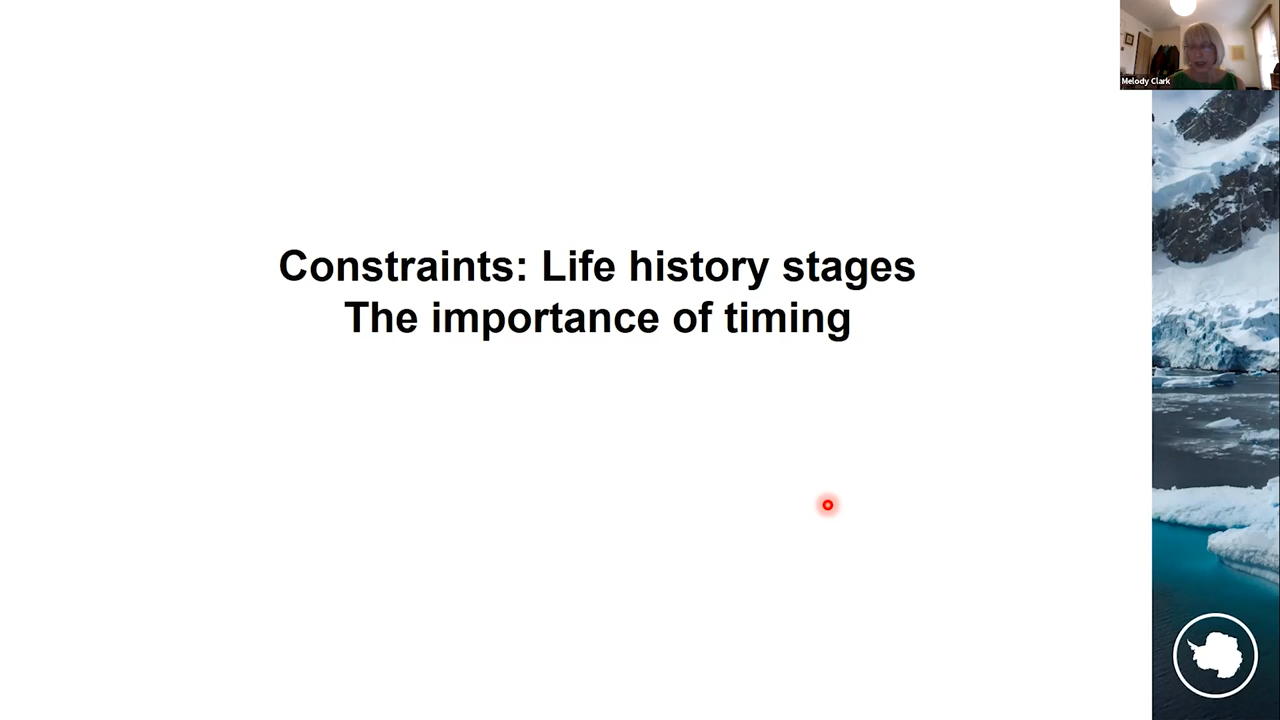 Melody Clark
Constraints: Life history stages
The importance of timing